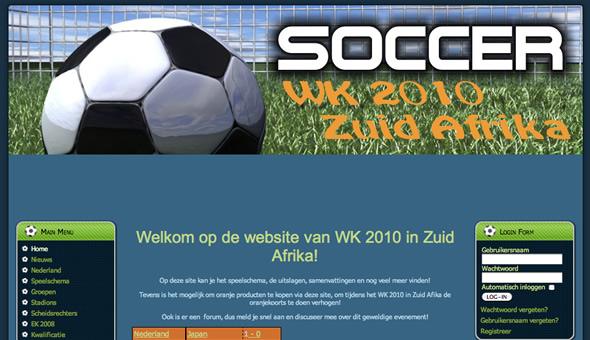 SOCCER
WK 2010
Zuid Afrika
Main Menu
Home
Nieuws
Nederland
Speelschema
Groepen
Stadions
Scheidsrechters
EK 2008
Kwalificatie
Welkom op de website van WK 2010 in Zuid
Afrika!
Op deze site kan je het speelschema, de uitslagen, samenvattingen en nog veel meer vinden!
Tevens is het mogelijk om oranje producten te kopen via deze site, om tijdens het WK 2010 in Zuid Afika de
oranjekoorts te doen verhogen!
Ook is er een forum, dus meld je snel aan en discuseer mee over dit geweldige evenement!
Nederland Japan 1 - 0
Login Form
Gebruikersnaam
Wachtwoord
Automatisch inloggen
LOG-IN
Wachtwoord vergeten?
Gebruikersnaam vergeten?
Registreer